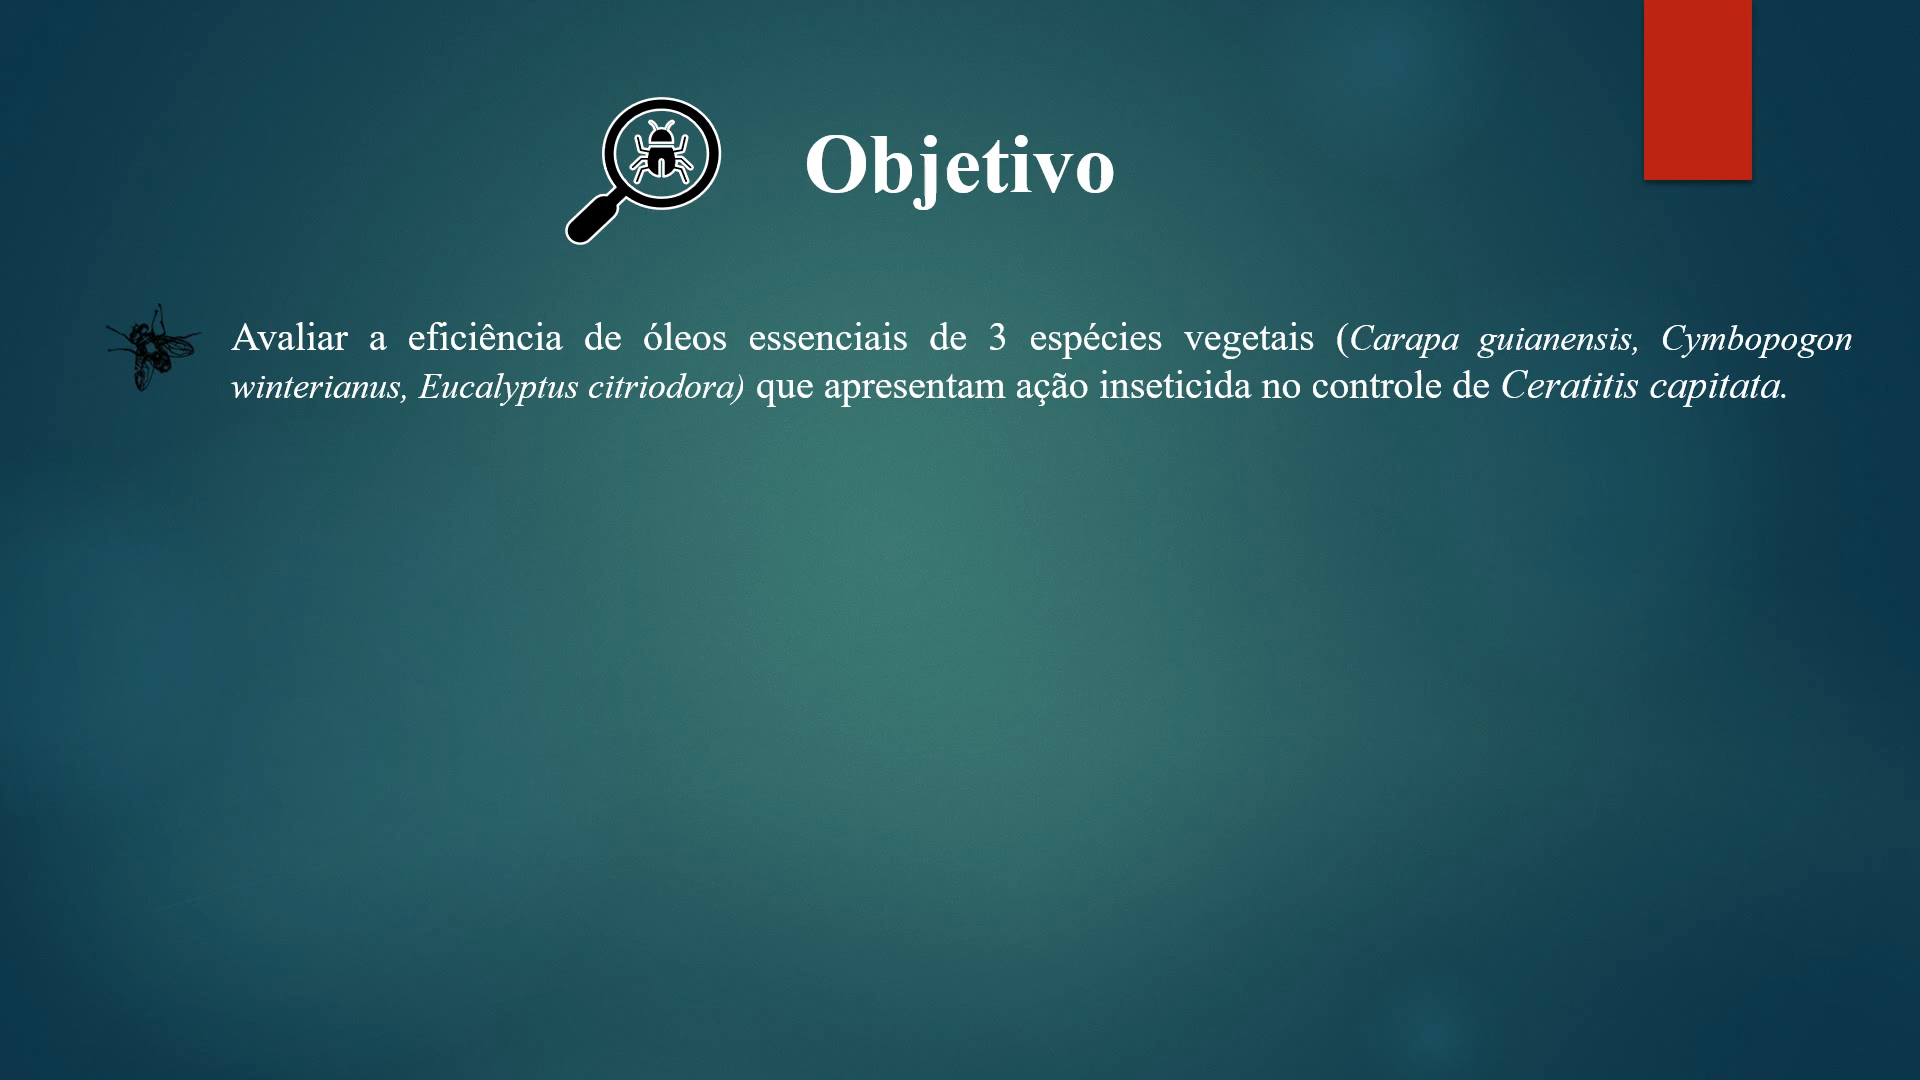 Objetivo
Avaliar a eficiência de óleos essenciais de 3 espécies vegetais (Carapa guianensis, Cymbopogon
winterianus, Eucalyptus citriodora) que apresentam ação inseticida no controle de Ceratitis capitata.